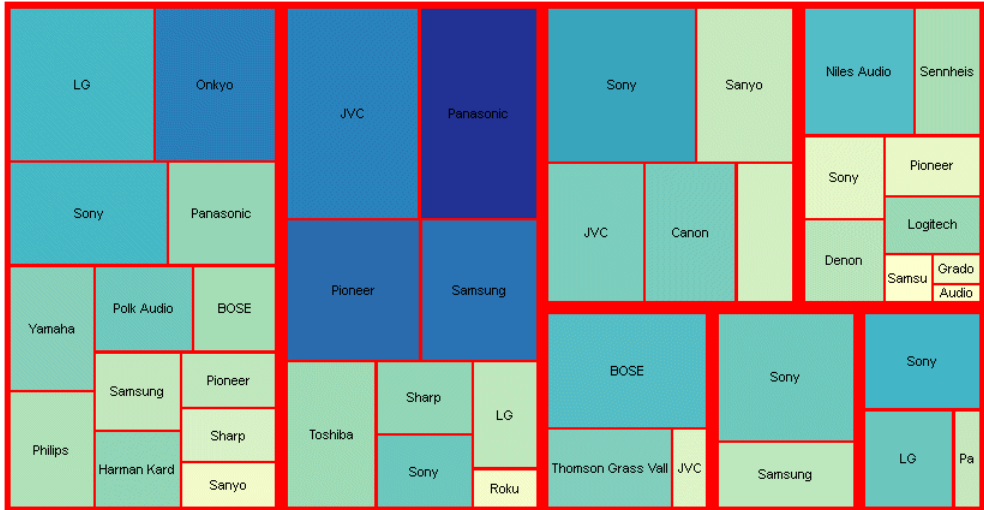 LG
Onkyo
Sony
Panasonic
Yamaha
Polk Audio
BOSE
Samsung
Pioneer
Philips
Sharp
Harman Kard
Sanyo
JVC
Panasonic
Pioneer
Samsung
Toshiba
Sharp
LG
Sony
Roku
Sony
Sanyo
JVC
Canon
Niles Audio
Sennheis
Sony
Pioneer
Logitech
Denon
Samsu
Grado
Audio
BOSE
Thomson Grass Vall
JVC
Sony
Samsung
Sony
LG
Pa